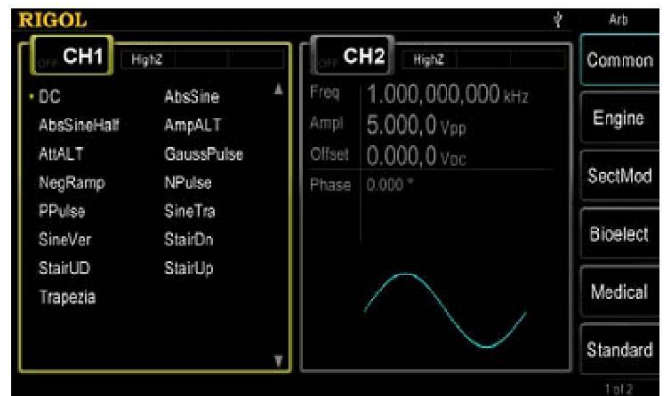 RIGOL Arb
OFF CH1 HighZ
DC AbsSine
AbsSineHalf AmpALT
AttALT GaussPulse
NegRamp NPulse
PPulse SineTra
SineVer StairDn
StairUD StairUp
Trapezia
OFF CH2 HighZ
Freq 1.000,000,000 kHz
Ampl 5.000,0 Vpp
Offset 0.000,0 VDC
Phase 0.000 °
Common
Engine
SectMod
Bioelect
Medical
Standard
1 of 2